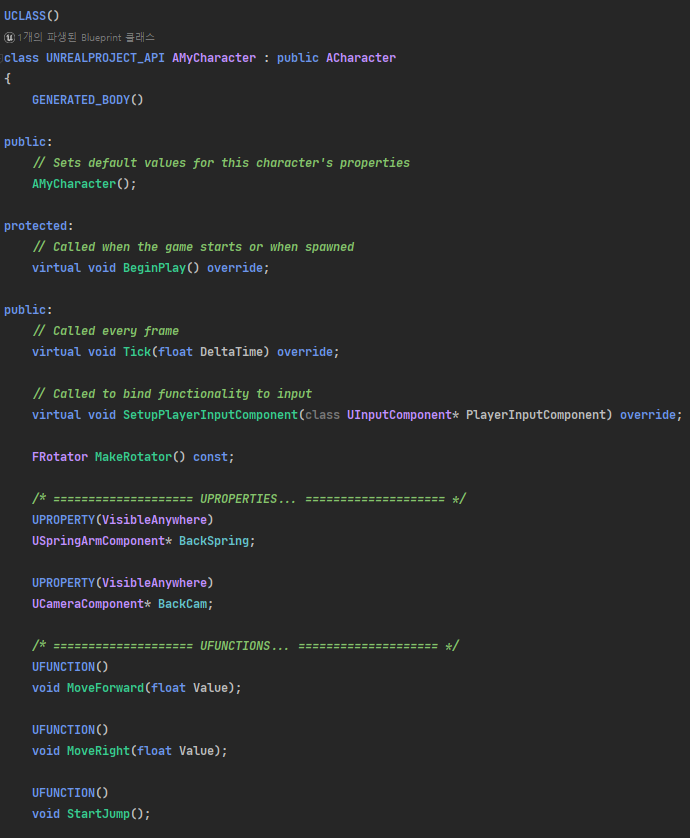 UCLASS()
1개의 파생된 Blueprint 클래스
class UNREALPROJECT_API AMyCharacter : public ACharacter
{
    GENERATED_BODY()
public:
    // Sets default values for this character's properties
    AMyCharacter();
protected:
    // Called when the game starts or when spawned
    virtual void BeginPlay() override;
public:
    // Called every frame
    virtual void Tick(float DeltaTime) override;
    // Called to bind functionality to input
    virtual void SetupPlayerInputComponent(class UInputComponent* PlayerInputComponent) override;
    FRotator MakeRotator() const;
    /* ==================== UPROPERTIES... ==================== */
    UPROPERTY(VisibleAnywhere)
    USpringArmComponent* BackSpring;
    UPROPERTY(VisibleAnywhere)
    UCameraComponent* BackCam;
    /* ==================== UFUNCTIONS... ==================== */
    UFUNCTION()
    void MoveForward(float Value);
    UFUNCTION()
    void MoveRight(float Value);
    UFUNCTION()
    void StartJump();